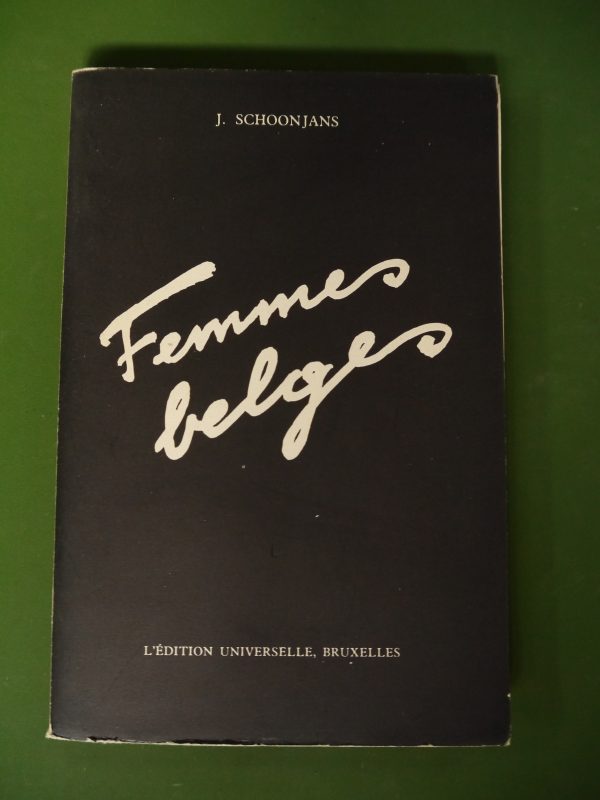 J. SCHOONJANS
Femmes
belges
L'ÉDITION UNIVERSELLE, BRUXELLES